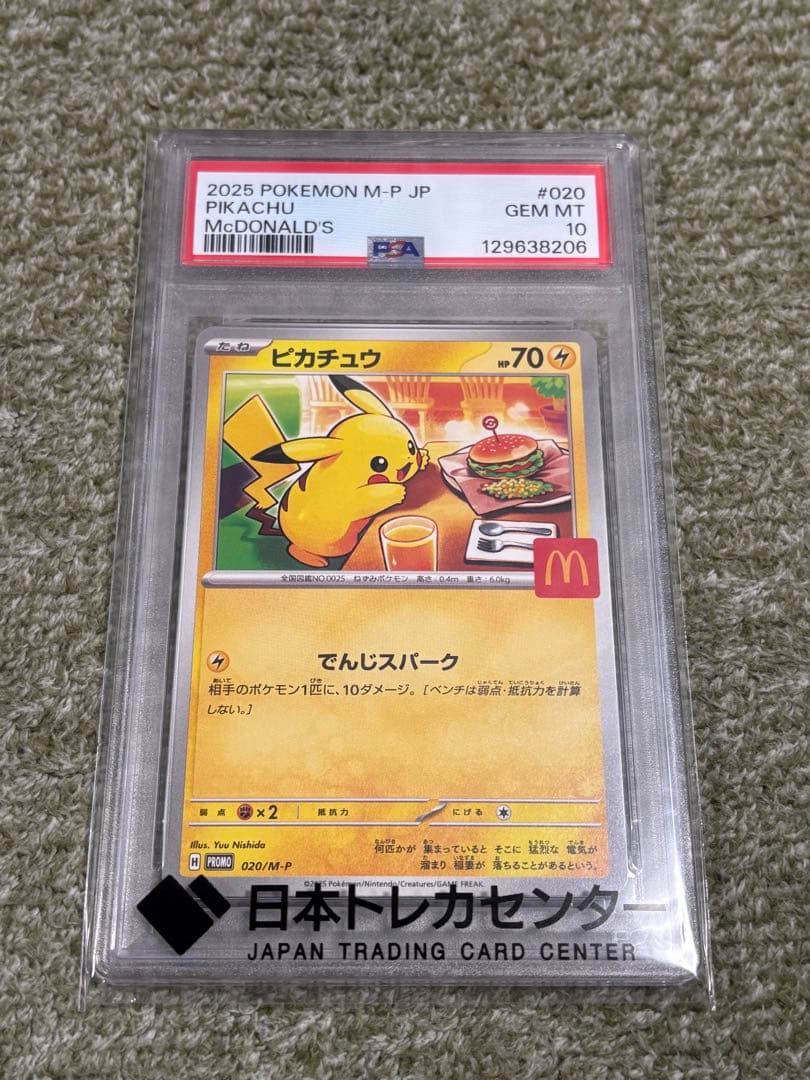 2025 POKEMON M-P JP #020
PIKACHU GEM MT
McDONALD'S 10
PSA 129638206
たね ピカチュウ HP70
全国図鑑NO.0025 ねずみポケモン 高さ:0.4m 重さ:6.0kg
でんじスパーク
相手のポケモン1匹に、10ダメージ。[ベンチは弱点・抵抗力を計算
しない。]
弱点 ×2 抵抗力 にげる
Illus. Yuu Nishida
何匹かが 集まっていると そこに 猛烈な 電気が
溜まり 稲妻が 落ちることがあるという。
H PROMO 020/M-P
©2025 Pokémon/Nintendo/Creatures/GAME FREAK.
日本トレカセンター
JAPAN TRADING CARD CENTER